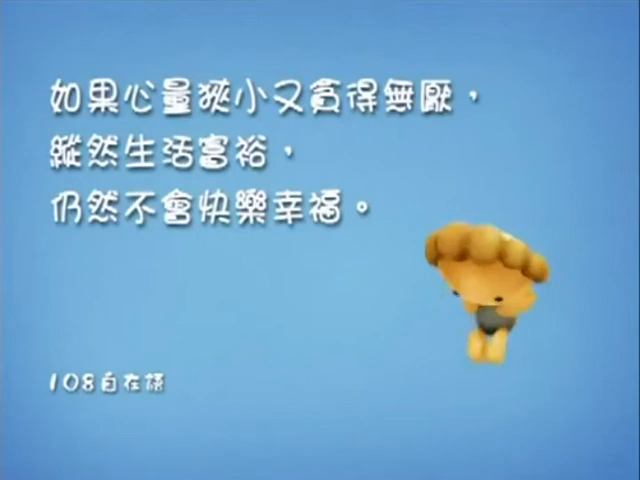 如果心量狹小又貪得無厭，
縱然生活富裕，
仍然不會快樂幸福。
108自在語